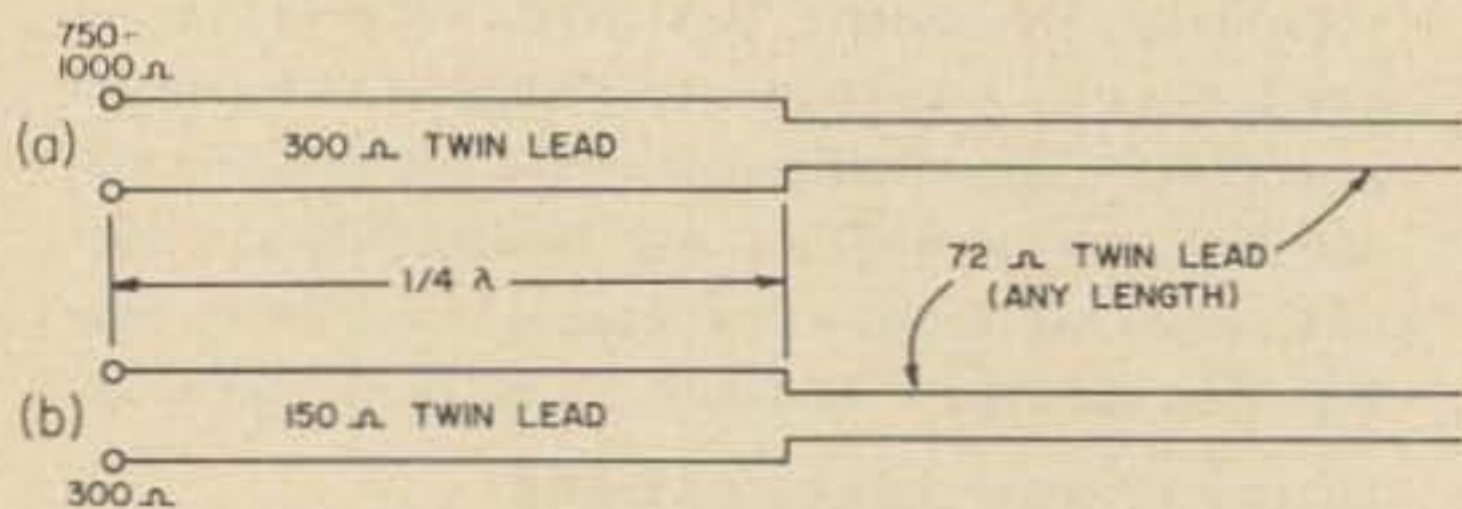 750-
1000 Ω
(a)
300 Ω TWIN LEAD
1/4 λ
72 Ω TWIN LEAD
(ANY LENGTH)
(b)
150 Ω TWIN LEAD
300 Ω